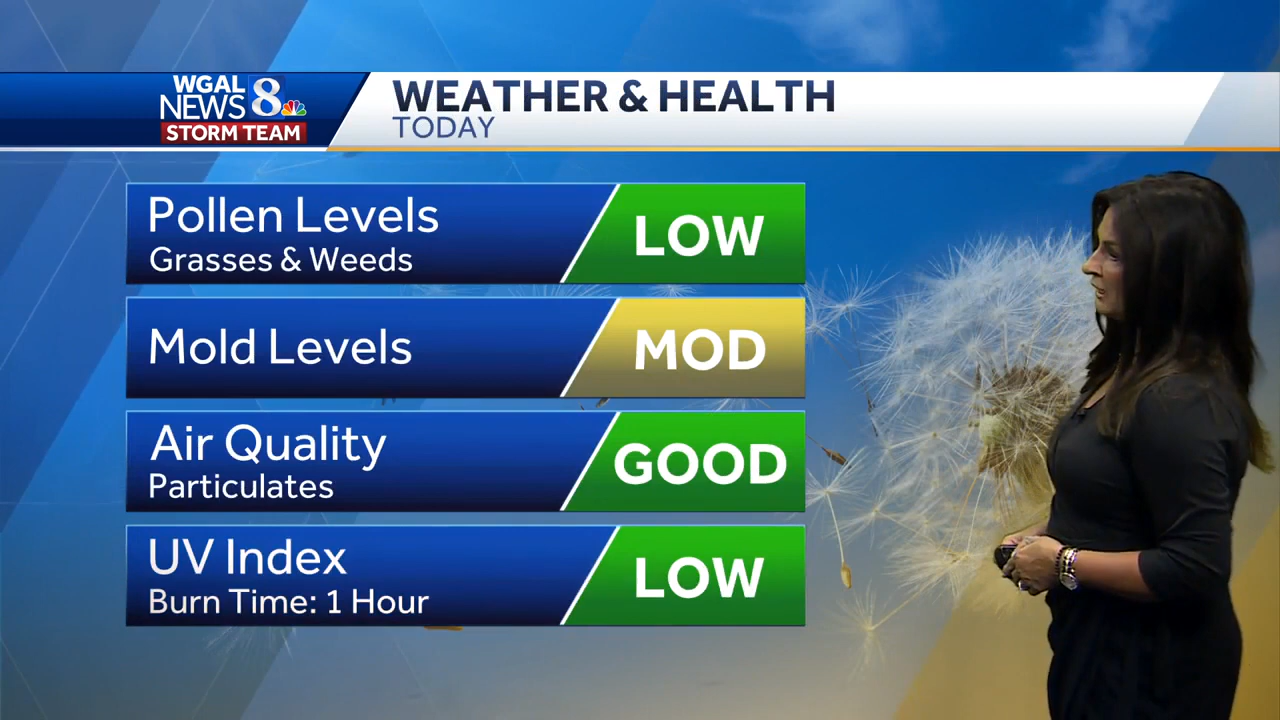 WGAL
NEWS 8
STORM TEAM
WEATHER & HEALTH
TODAY
Pollen Levels
Grasses & Weeds
LOW
Mold Levels
MOD
Air Quality
Particulates
GOOD
UV Index
Burn Time: 1 Hour
LOW